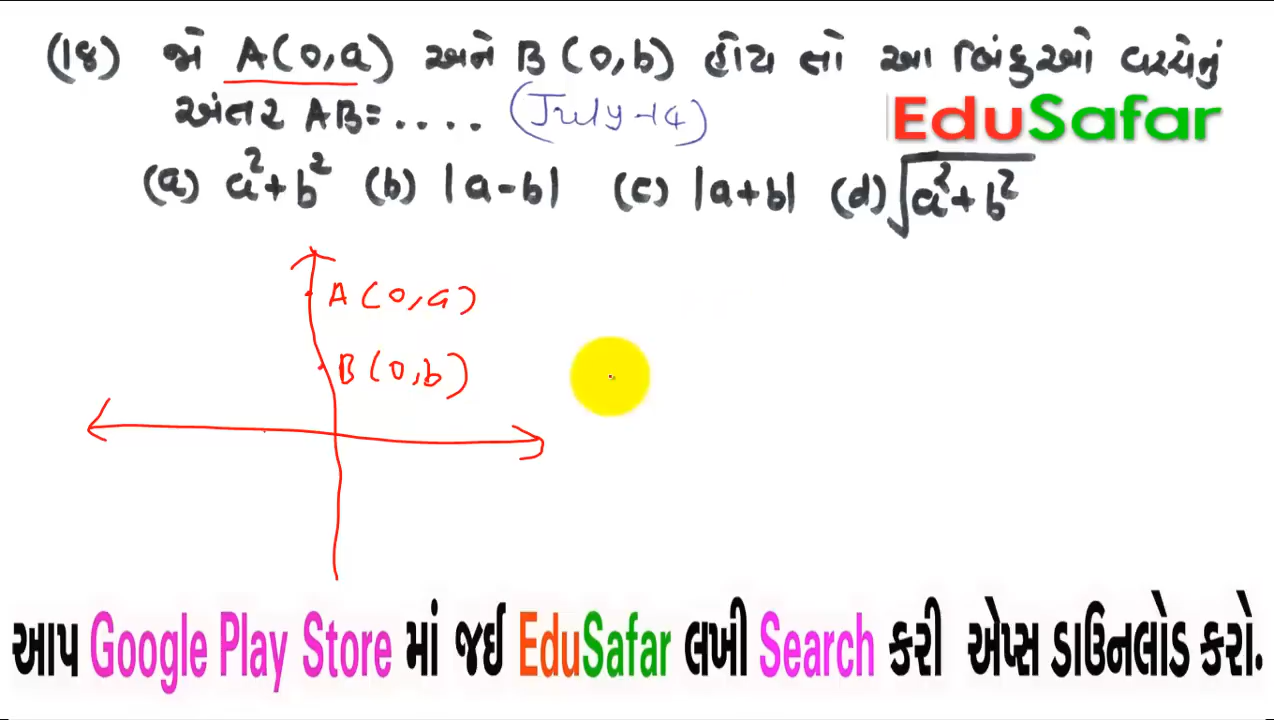 (18) જો A(0,a) અને B(0,b) હોય તો આ બિંદુઓ વચ્ચેનું
અંતર AB=.... (July-14)
EduSafar
(a) a²+b² (b) |a-b| (c) |a+b| (d) √a²+b²
A(0,a)
B(0,b)
આપ Google Play Store માં જઈ EduSafar લખી Search કરી એપ્સ ડાઉનલોડ કરો.